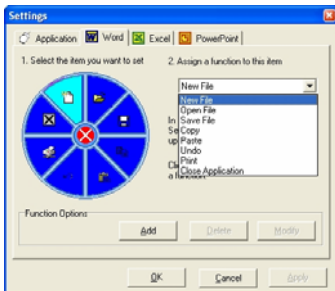 Settings
Application Word Excel PowerPoint
1. Select the item you want to set
2. Assign a function to this item
New File
New File
Open File
Save File
Copy
Paste
Undo
Print
Close Application
In
Se
up
Cli
a function
Function Options
Add Delete Modify
OK Cancel Apply